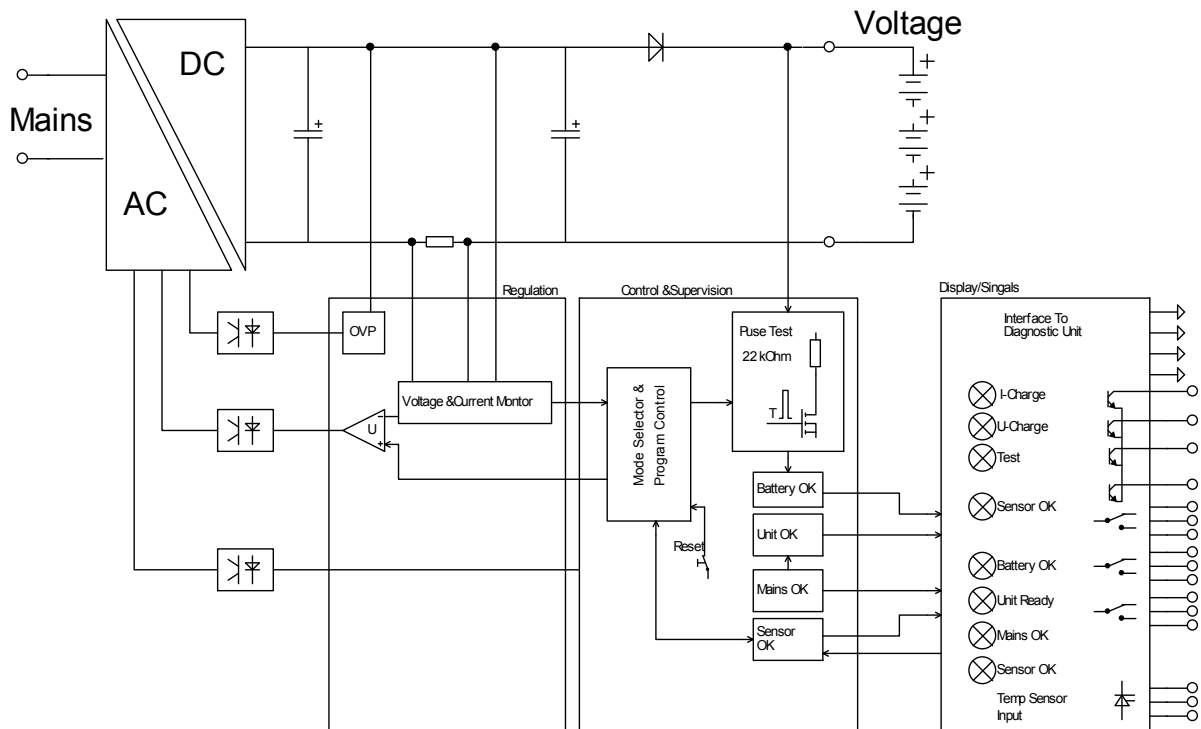 Voltage
DC
Mains
AC
+
+
+
+
+
Regulation
Control &Supervision
Display/Singals
OVP
Puse Test
22 kOhm
T
Interface To
Diagnostic Unit
Voltage &Current Montor
U
-
+
Mode Selector &
Program Control
I-Charge
U-Charge
Test
Sensor OK
Battery OK
Unit OK
Reset
Mains OK
Sensor
OK
Battery OK
Unit Ready
Mains OK
Sensor OK
Temp Sensor
Input